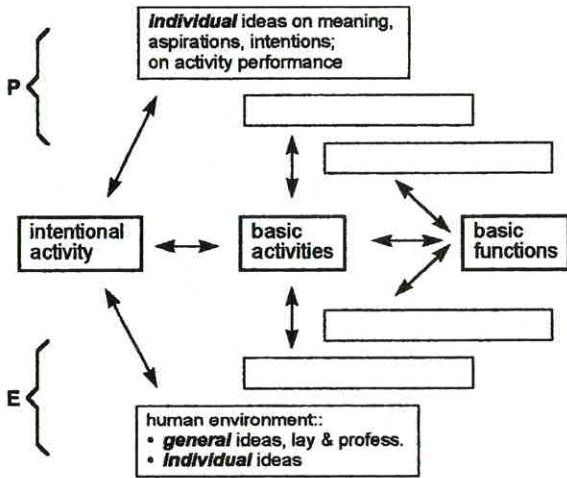 individual ideas on meaning,
aspirations, intentions;
on activity performance
P
intentional
activity
basic
activities
basic
functions
E
human environment::
• general ideas, lay & profess.
• individual ideas